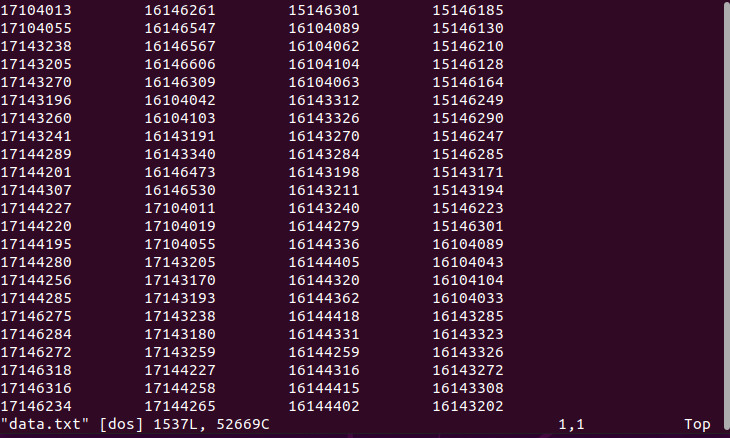 17104013 16146261 15146301 15146185
17104055 16146547 16104089 15146130
17143238 16146567 16104062 15146210
17143205 16146606 16104104 15146128
17143270 16146309 16104063 15146164
17143196 16104042 16143312 15146249
17143260 16104103 16143326 15146290
17143241 16143191 16143270 15146247
17144289 16143340 16143284 15146285
17144201 16146473 16143198 15143171
17144307 16146530 16143211 15143194
17144227 17104011 16143240 15146223
17144220 17104019 16144279 15146301
17144195 17104055 16144336 16104089
17144280 17143205 16144405 16104043
17144256 17143170 16144320 16104104
17144285 17143193 16144362 16104033
17146275 17143238 16144418 16143285
17146284 17143180 16144331 16143323
17146272 17143259 16144259 16143326
17146318 17144227 16144316 16143272
17146316 17144258 16144415 16143308
17146234 17144265 16144402 16143202
"data.txt" [dos] 1537L, 52669C 1,1 Top